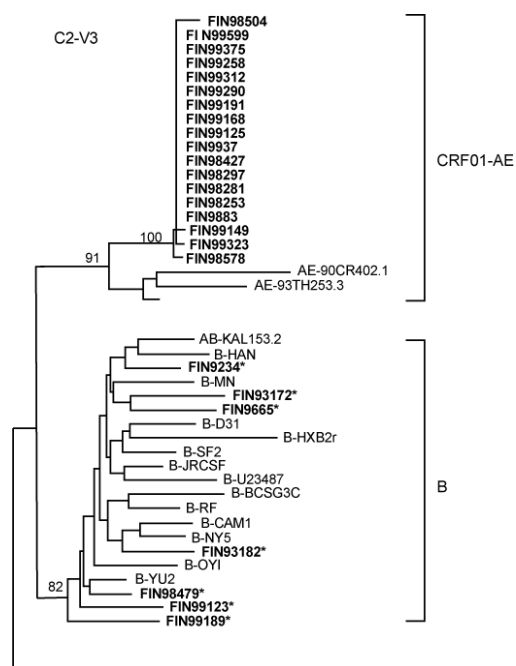 FIN98504
C2-V3
FI N99599
FIN99375
FIN99258
FIN99312
FIN99290
FIN99191
FIN99168
FIN99125
FIN9937
FIN98427
FIN98297
FIN98281
FIN98253
FIN9883
FIN99149
FIN99323
FIN98578
CRF01-AE
100
91
AE-90CR402.1
AE-93TH253.3
AB-KAL153.2
B-HAN
FIN9234*
B-MN
FIN93172*
FIN9665*
B-D31
B-HXB2r
B-SF2
B-JRCSF
B-U23487
B-BCSG3C
B-RF
B-CAM1
B-NY5
FIN93182*
B-OYI
B-YU2
FIN98479*
FIN99123*
FIN99189*
82
B